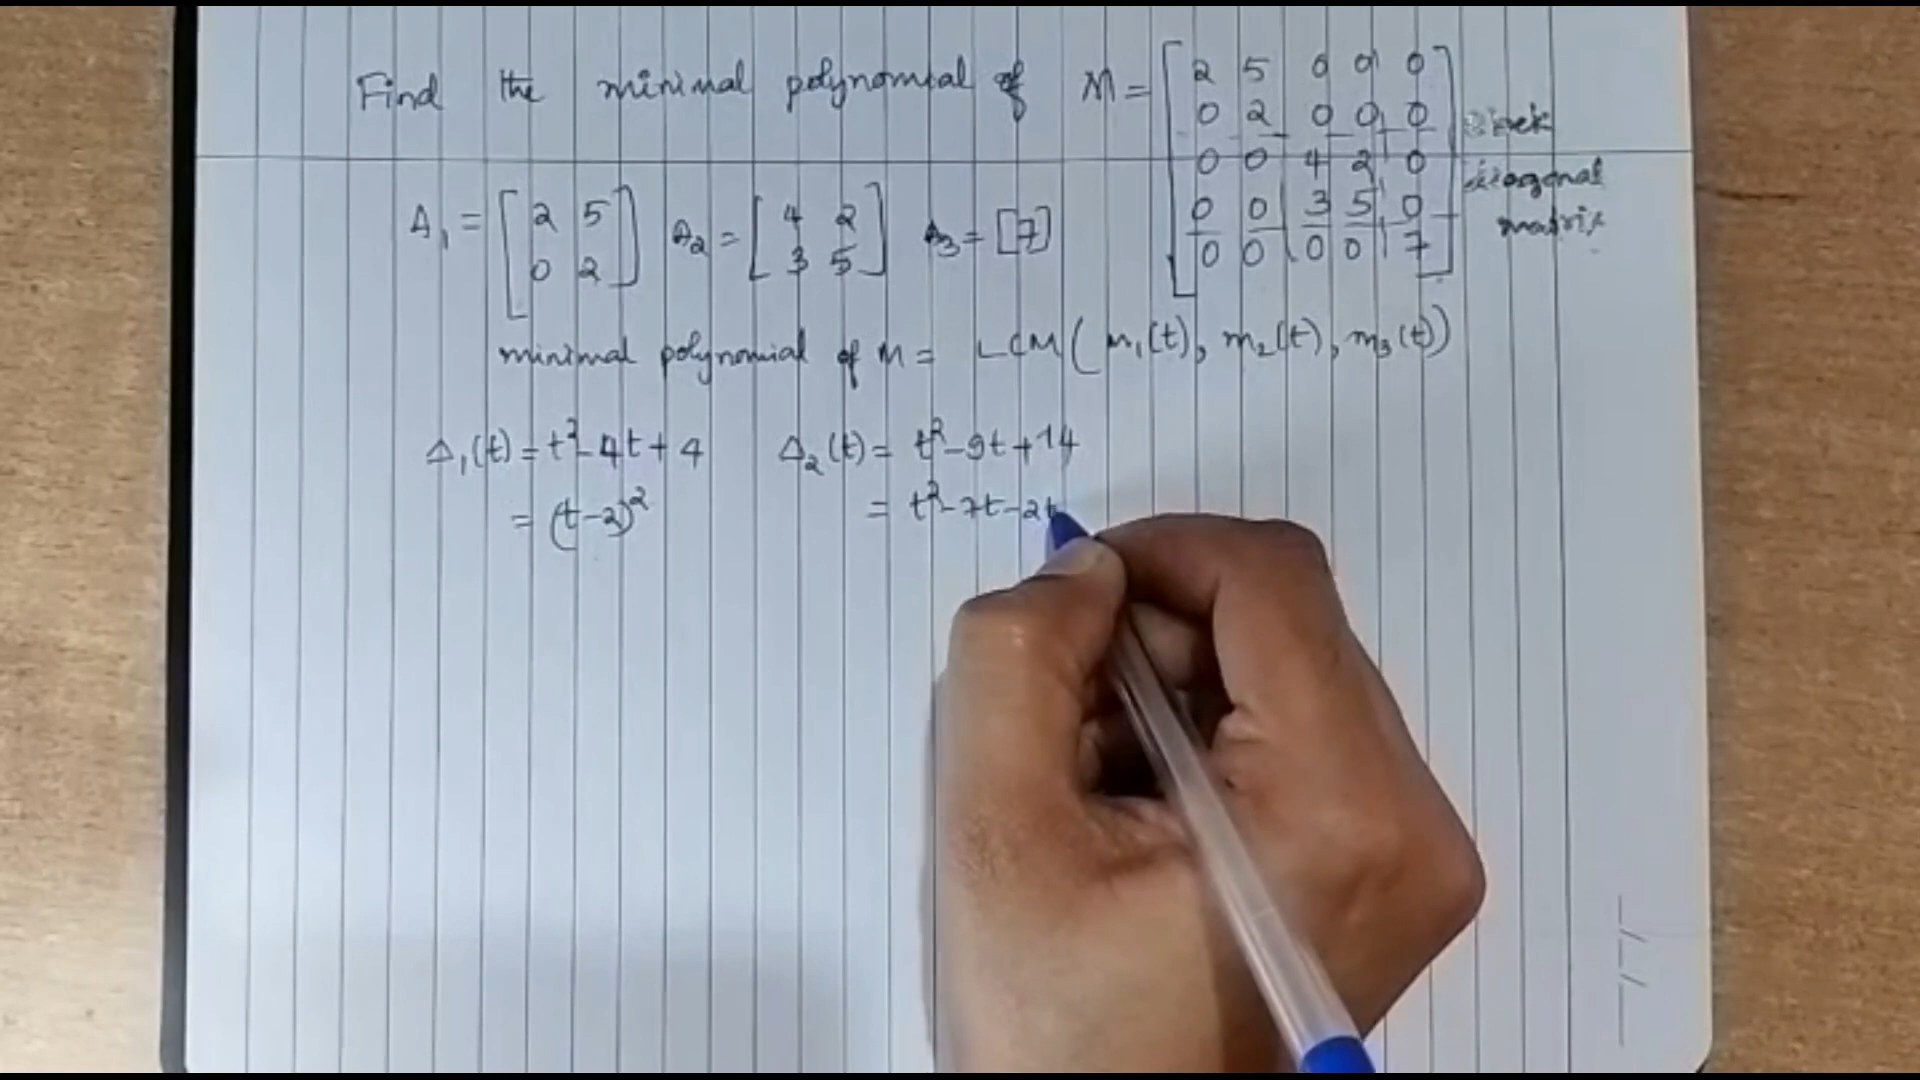 Find the minimal polynomial of M = [ 2 5 0 0 0
0 2 0 0 0
0 0 4 2 0
0 0 3 5 0
0 0 0 0 7 ]
Block
diagonal
matrix
A₁ = [ 2 5
0 2 ]
A₂ = [ 4 2
3 5 ]
A₃ = [7]
minimal polynomial of M = LCM ( m₁(t), m₂(t), m₃(t))
Δ₁(t) = t² - 4t + 4
= (t-2)²
Δ₂(t) = t² - 9t + 14
= t² - 7t - 2t